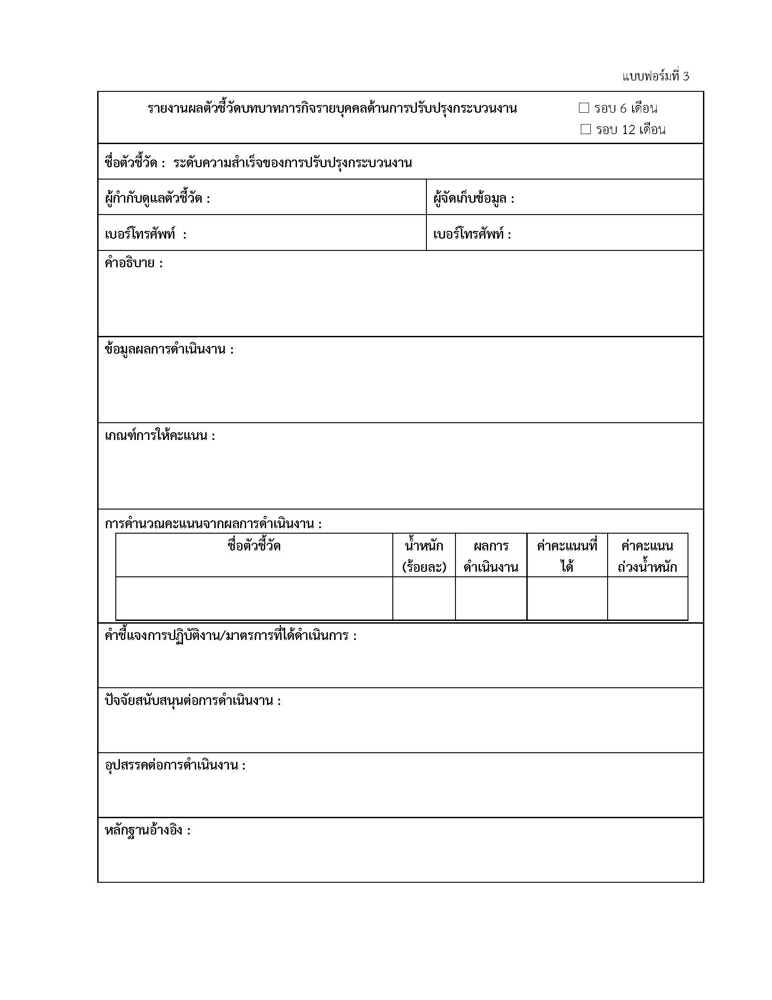 แบบฟอร์มที่ 3
รายงานผลตัวชี้วัดบทบาทภารกิจรายบุคคลด้านการปรับปรุงกระบวนงาน
☐ รอบ 6 เดือน
☐ รอบ 12 เดือน
ชื่อตัวชี้วัด : ระดับความสำเร็จของการปรับปรุงกระบวนงาน
ผู้กำกับดูแลตัวชี้วัด :
ผู้จัดเก็บข้อมูล :
เบอร์โทรศัพท์ :
เบอร์โทรศัพท์ :
คำอธิบาย :
ข้อมูลผลการดำเนินงาน :
เกณฑ์การให้คะแนน :
การคำนวณคะแนนจากผลการดำเนินงาน :
ชื่อตัวชี้วัด
น้ำหนัก
(ร้อยละ)
ผลการ
ดำเนินงาน
ค่าคะแนนที่
ได้
ค่าคะแนน
ถ่วงน้ำหนัก
คำชี้แจงการปฏิบัติงาน/มาตรการที่ได้ดำเนินการ :
ปัจจัยสนับสนุนต่อการดำเนินงาน :
อุปสรรคต่อการดำเนินงาน :
หลักฐานอ้างอิง :